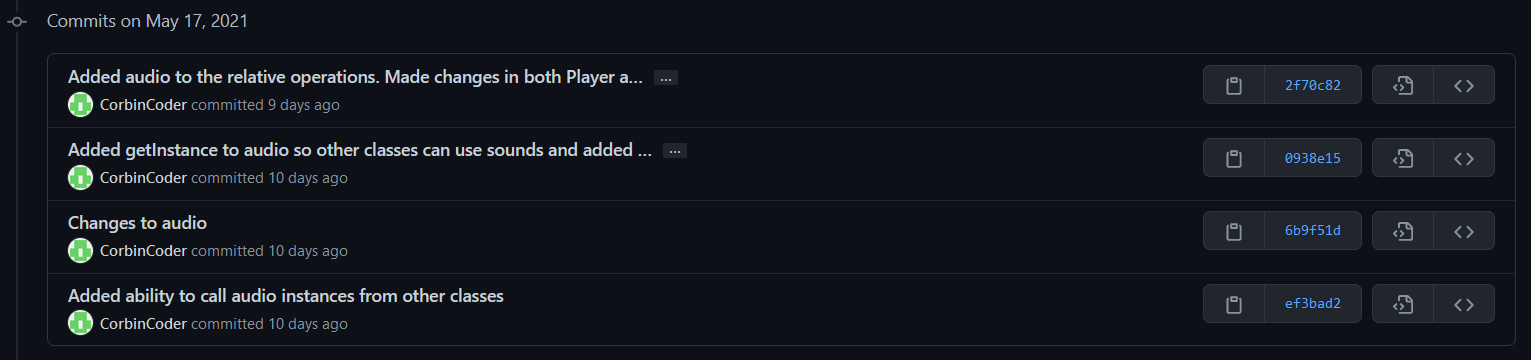 Commits on May 17, 2021
Added audio to the relative operations. Made changes in both Player a... ...
CorbinCoder committed 9 days ago
2f70c82
Added getInstance to audio so other classes can use sounds and added ... ...
CorbinCoder committed 10 days ago
0938e15
Changes to audio
CorbinCoder committed 10 days ago
6b9f51d
Added ability to call audio instances from other classes
CorbinCoder committed 10 days ago
ef3bad2